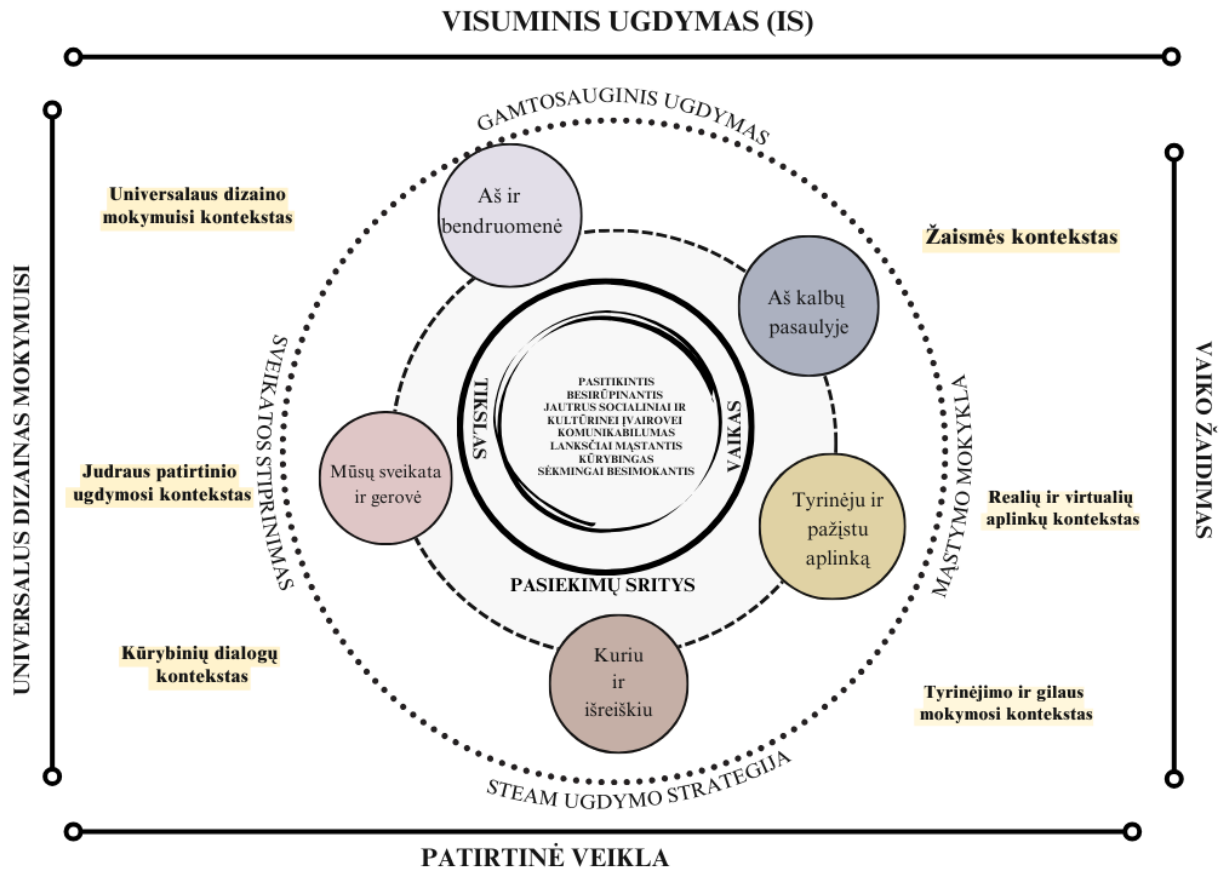 VISUMINIS UGDYMAS (IS)
GAMTOSAUGINIS UGDYMAS
Universalaus dizaino
mokymuisi kontekstas
Aš ir
bendruomenė
Žaismės kontekstas
Aš kalbų
pasaulyje
UNIVERSALUS DIZAINAS MOKYMUISI
SVEIKATOS STIPRINIMAS
TIKSLAS
PASITIKINTIS
BESIRŪPINANTIS
JAUTRUS SOCIALINIAI IR
KULTŪRINEI ĮVAIROVEI
KOMUNIKABILUMAS
LANKSČIAI MĄSTANTIS
KŪRYBINGAS
SĖKMINGAI BESIMOKANTIS
VAIKAS
MĄSTYMO MOKYKLA
VAIKO ŽAIDIMAS
Judraus patirtinio
ugdymosi kontekstas
Mūsų sveikata
ir gerovė
Tyrinėju ir
pažįstu
aplinką
Realių ir virtualių
aplinkų kontekstas
PASIEKIMŲ SRITYS
Kūrybinių dialogų
kontekstas
Kuriu
ir
išreiškiu
Tyrinėjimo ir gilaus
mokymosi kontekstas
STEAM UGDYMO STRATEGIJA
PATIRTINĖ VEIKLA